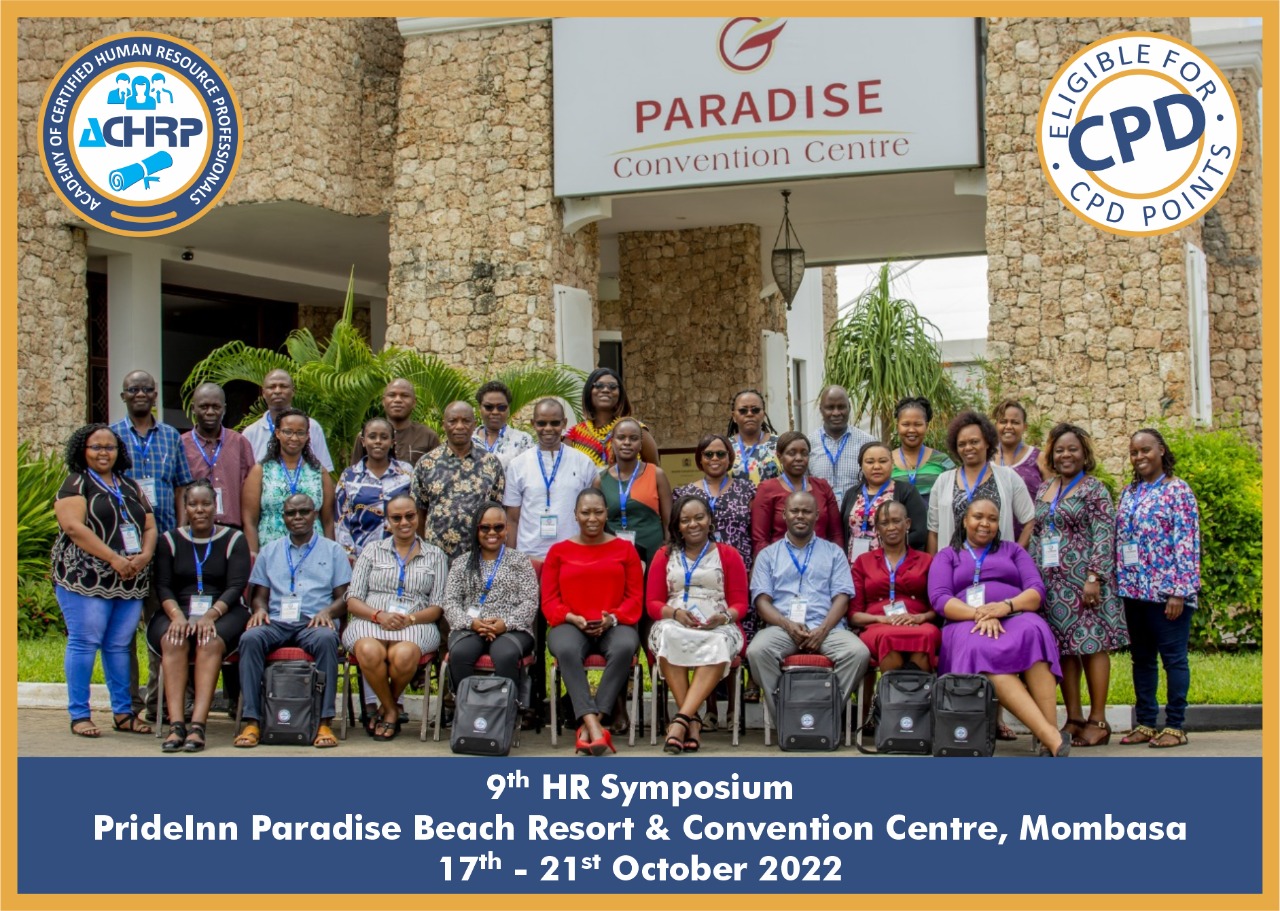 ACADEMY OF CERTIFIED HUMAN RESOURCE PROFESSIONALS
ACHRP
PARADISE
Convention Centre
ELIGIBLE FOR
CPD
CPD POINTS
9th HR Symposium
PrideInn Paradise Beach Resort & Convention Centre, Mombasa
17th - 21st October 2022